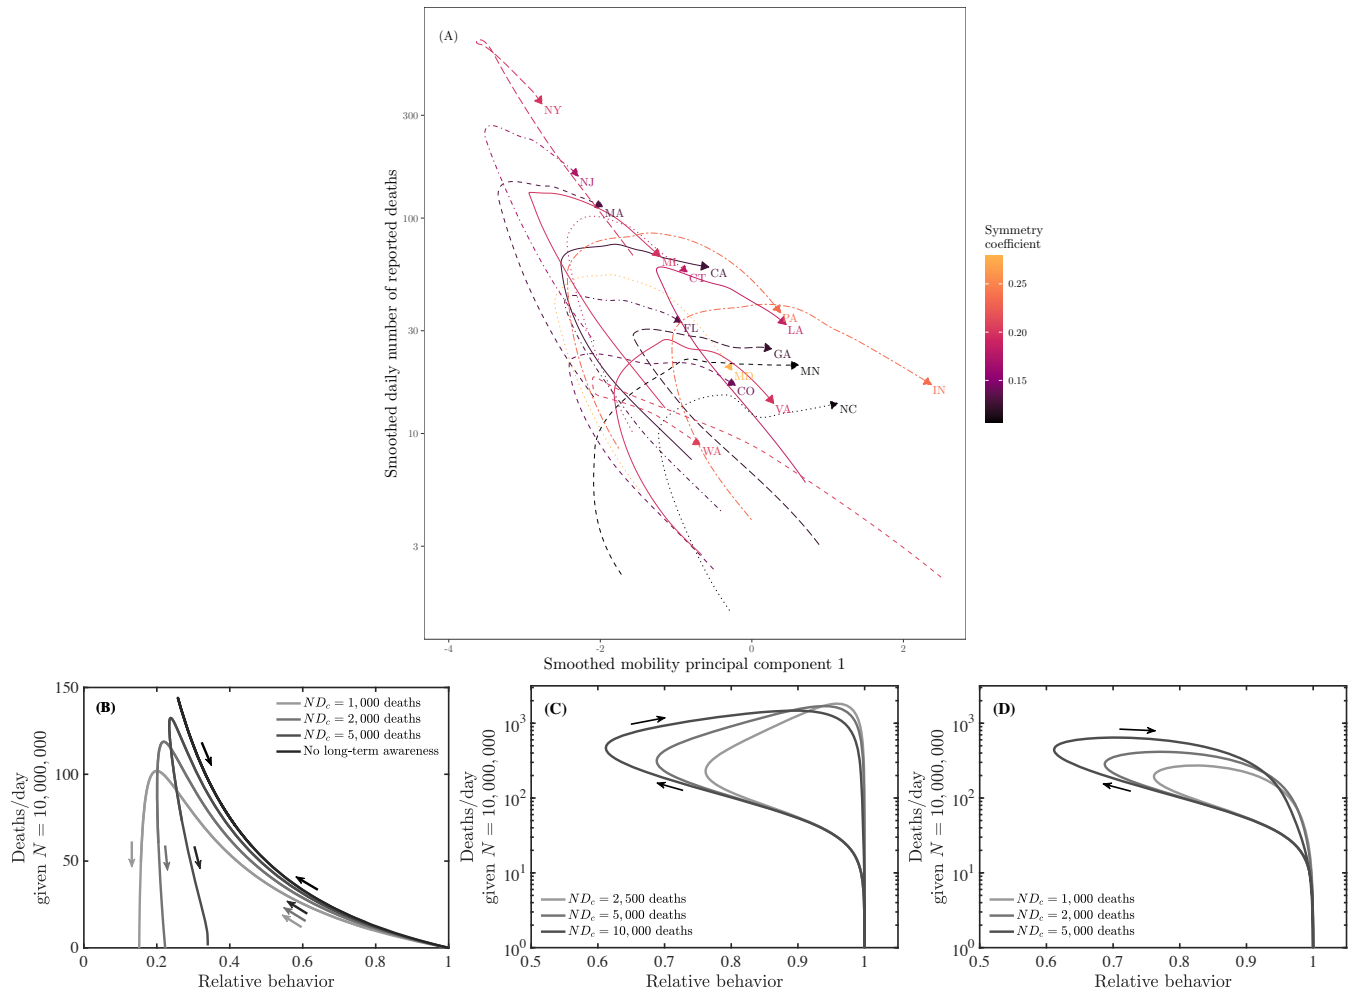 (A)
NY
NJ
MA
MI
CT
CA
PA
LA
FL
GA
MN
MD
CO
IN
VA
NC
WA
300
100
30
10
3
-4
-2
0
2
Smoothed daily number of reported deaths
Smoothed mobility principal component 1
Symmetry
coefficient
0.25
0.20
0.15
(B)
150
100
50
0
0
0.2
0.4
0.6
0.8
1
Deaths/day
given N = 10,000,000
Relative behavior
ND_c = 1,000 deaths
ND_c = 2,000 deaths
ND_c = 5,000 deaths
No long-term awareness
(C)
10^3
10^2
10^1
10^0
0.5
0.6
0.7
0.8
0.9
1
Deaths/day
given N = 10,000,000
Relative behavior
ND_c = 2,500 deaths
ND_c = 5,000 deaths
ND_c = 10,000 deaths
(D)
10^3
10^2
10^1
10^0
0.5
0.6
0.7
0.8
0.9
1
Deaths/day
given N = 10,000,000
Relative behavior
ND_c = 1,000 deaths
ND_c = 2,000 deaths
ND_c = 5,000 deaths